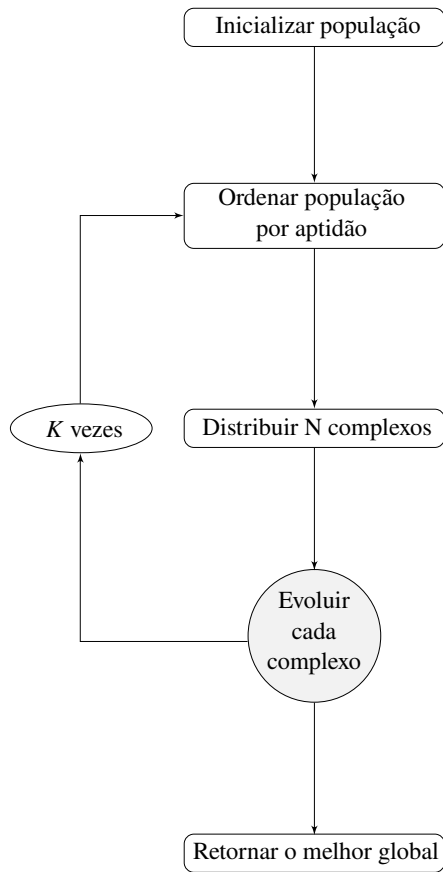 Inicializar população
Ordenar população
por aptidão
K vezes
Distribuir N complexos
Evoluir
cada
complexo
Retornar o melhor global